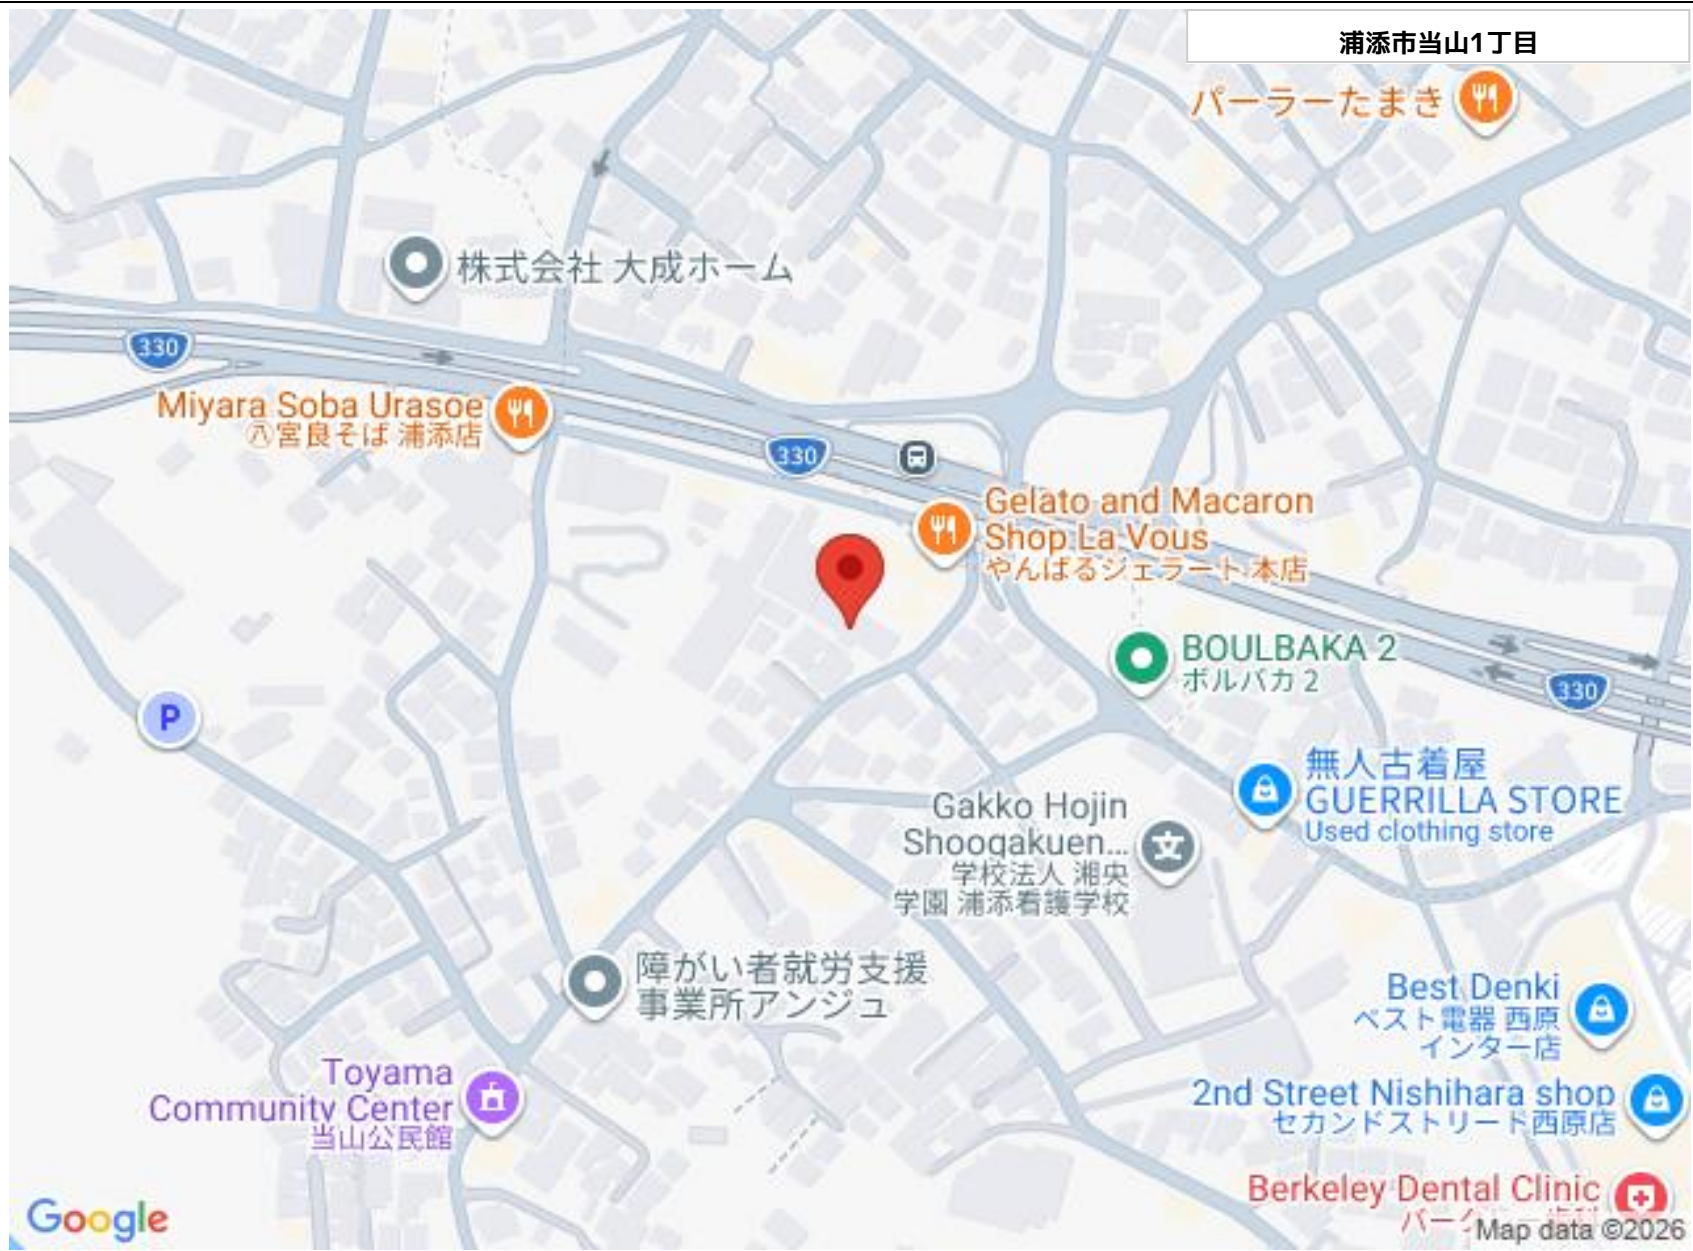 浦添市当山1丁目
パーラーたまき
株式会社 大成ホーム
330
Miyara Soba Urasoe
八宮良そば 浦添店
330
Gelato and Macaron
Shop La Vous
やんばるジェラート 本店
BOULBAKA 2
ボルバカ 2
330
P
無人古着屋
GUERRILLA STORE
Used clothing store
Gakko Hojin
Shoogakuen...
学校法人 湘央
学園 浦添看護学校
文
障がい者就労支援
事業所アンジュ
Best Denki
ベスト電器 西原
インター店
Toyama
Community Center
当山公民館
2nd Street Nishihara shop
セカンドストリート西原店
Berkeley Dental Clinic
Google
Map data ©2026